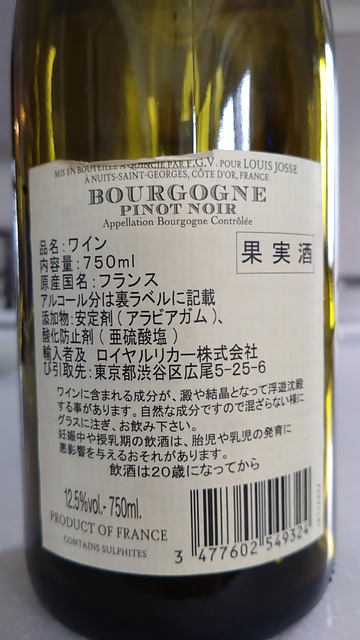 MIS EN BOUTEILLE A QUINCIE PAR F.G.V. POUR LOUIS JOSSE
À NUITS-SAINT-GEORGES, CÔTE D'OR, FRANCE
BOURGOGNE
PINOT NOIR
Appellation Bourgogne Contrôlée
品名:ワイン
果実酒
内容量:750ml
原産国名:フランス
アルコール分は裏ラベルに記載
添加物:安定剤(アラビアガム)、
酸化防止剤(亜硫酸塩)
輸入者及 ロイヤルリカー株式会社
び引取先:東京都渋谷区広尾5-25-6
ワインに含まれる成分が、澱や結晶となって浮遊沈殿
する事があります。自然な成分ですので混ざらない様に
グラスに注ぎ、お飲み下さい。
妊娠中や授乳期の飲酒は、胎児や乳児の発育に
悪影響を与えるおそれがあります。
飲酒は20歳になってから
12.5%vol.- 750ml.
PRODUCT OF FRANCE
CONTAINS SULPHITES
3 477602 549324